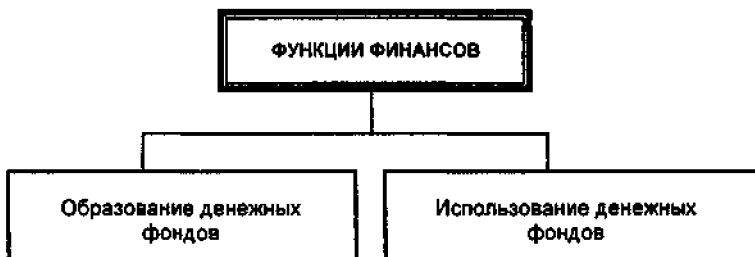 ФУНКЦИИ ФИНАНСОВ
Образование денежных
фондов
Использование денежных
фондов